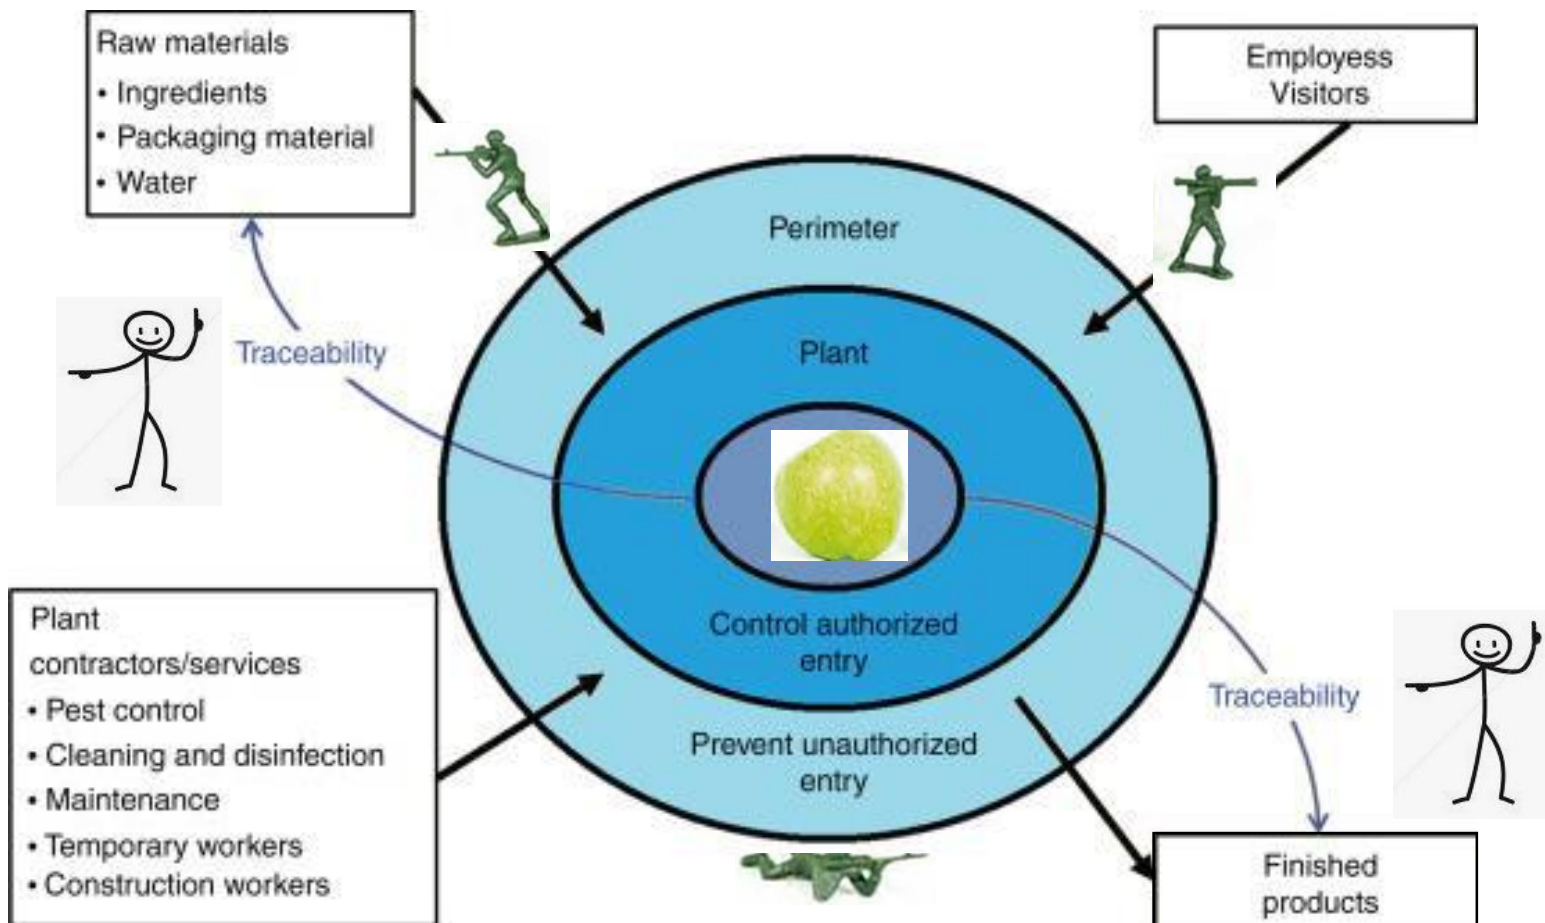 Raw materials
• Ingredients
• Packaging material
• Water
Employess
Visitors
Perimeter
Traceability
Plant
Control authorized
entry
Prevent unauthorized
entry
Plant
contractors/services
• Pest control
• Cleaning and disinfection
• Maintenance
• Temporary workers
• Construction workers
Traceability
Finished
products